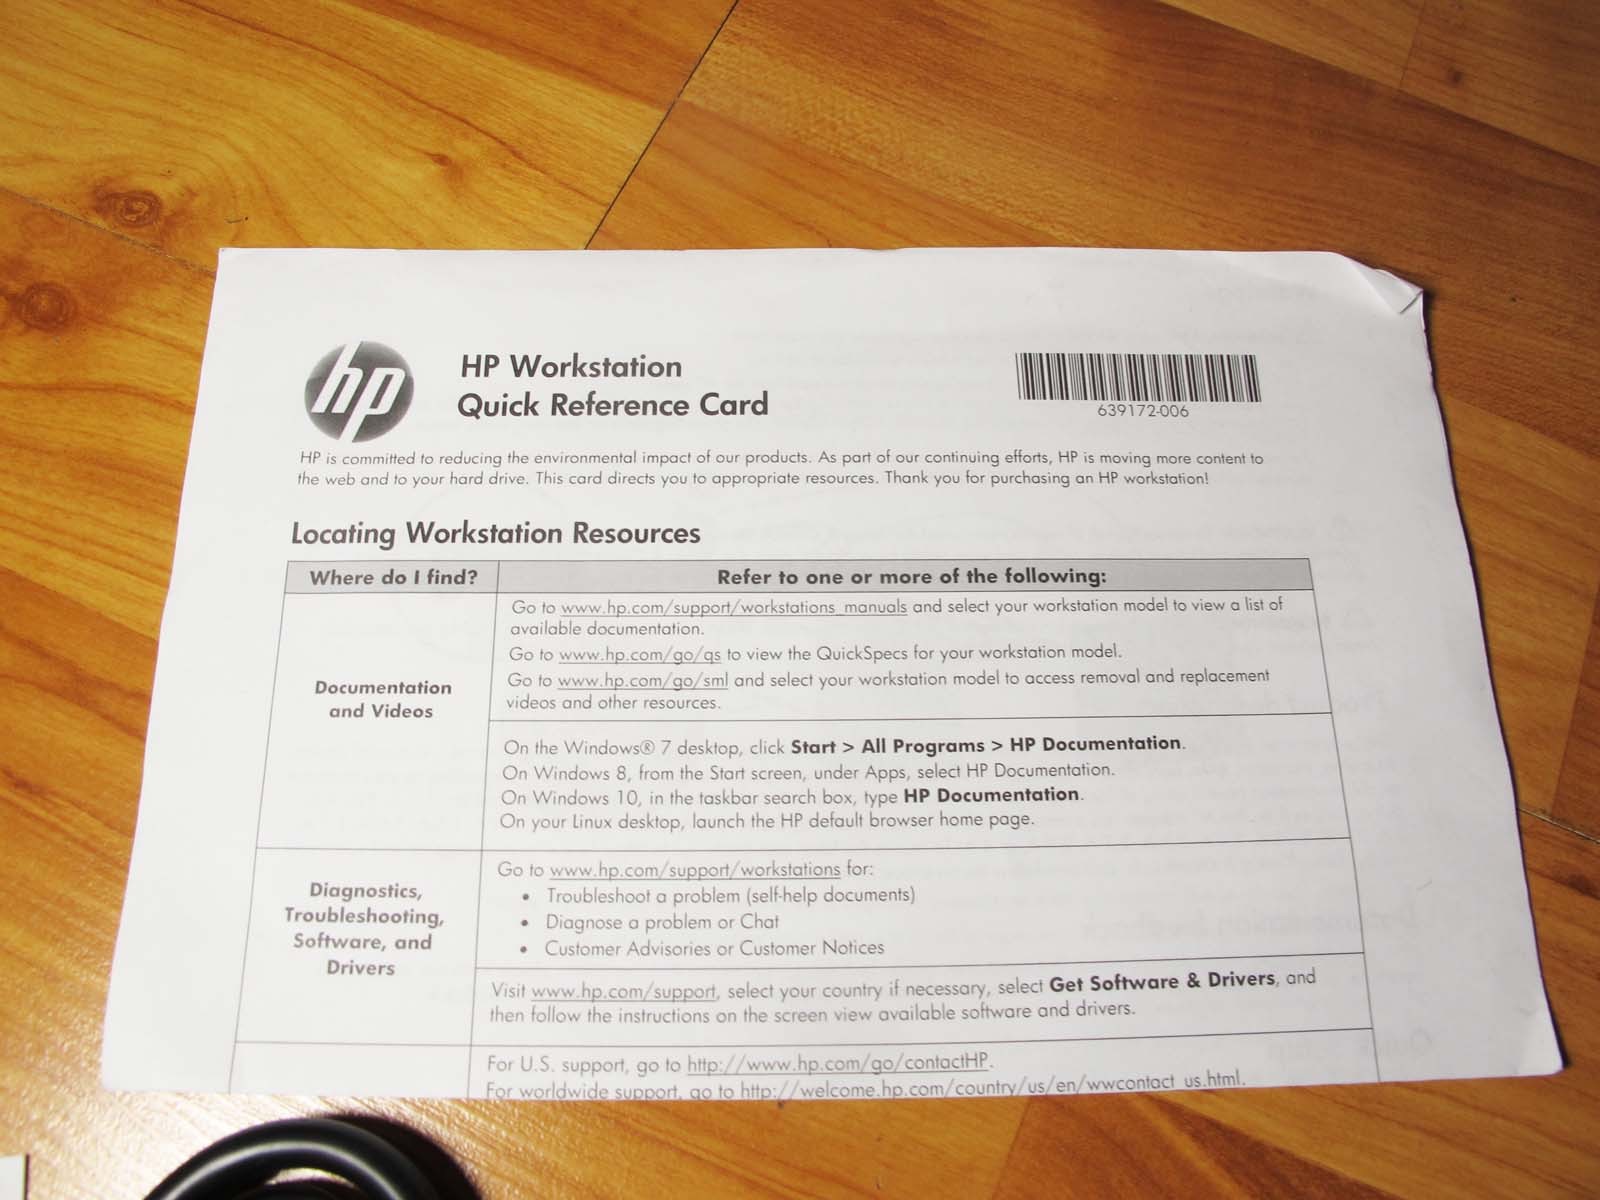 hp
HP Workstation
Quick Reference Card
639172-006
HP is committed to reducing the environmental impact of our products. As part of our continuing efforts, HP is moving more content to
the web and to your hard drive. This card directs you to appropriate resources. Thank you for purchasing an HP workstation!
Locating Workstation Resources
Where do I find?
Refer to one or more of the following:
Documentation
and Videos
Go to www.hp.com/support/workstations_manuals and select your workstation model to view a list of
available documentation.
Go to www.hp.com/go/qs to view the QuickSpecs for your workstation model.
Go to www.hp.com/go/sml and select your workstation model to access removal and replacement
videos and other resources.
On the Windows® 7 desktop, click Start > All Programs > HP Documentation.
On Windows 8, from the Start screen, under Apps, select HP Documentation.
On Windows 10, in the taskbar search box, type HP Documentation.
On your Linux desktop, launch the HP default browser home page.
Diagnostics,
Troubleshooting,
Software, and
Drivers
Go to www.hp.com/support/workstations for:
• Troubleshoot a problem (self-help documents)
• Diagnose a problem or Chat
• Customer Advisories or Customer Notices
Visit www.hp.com/support, select your country if necessary, select Get Software & Drivers, and
then follow the instructions on the screen view available software and drivers.
For U.S. support, go to http://www.hp.com/go/contactHP.
For worldwide support, go to http://welcome.hp.com/country/us/en/wwcontact_us.html.